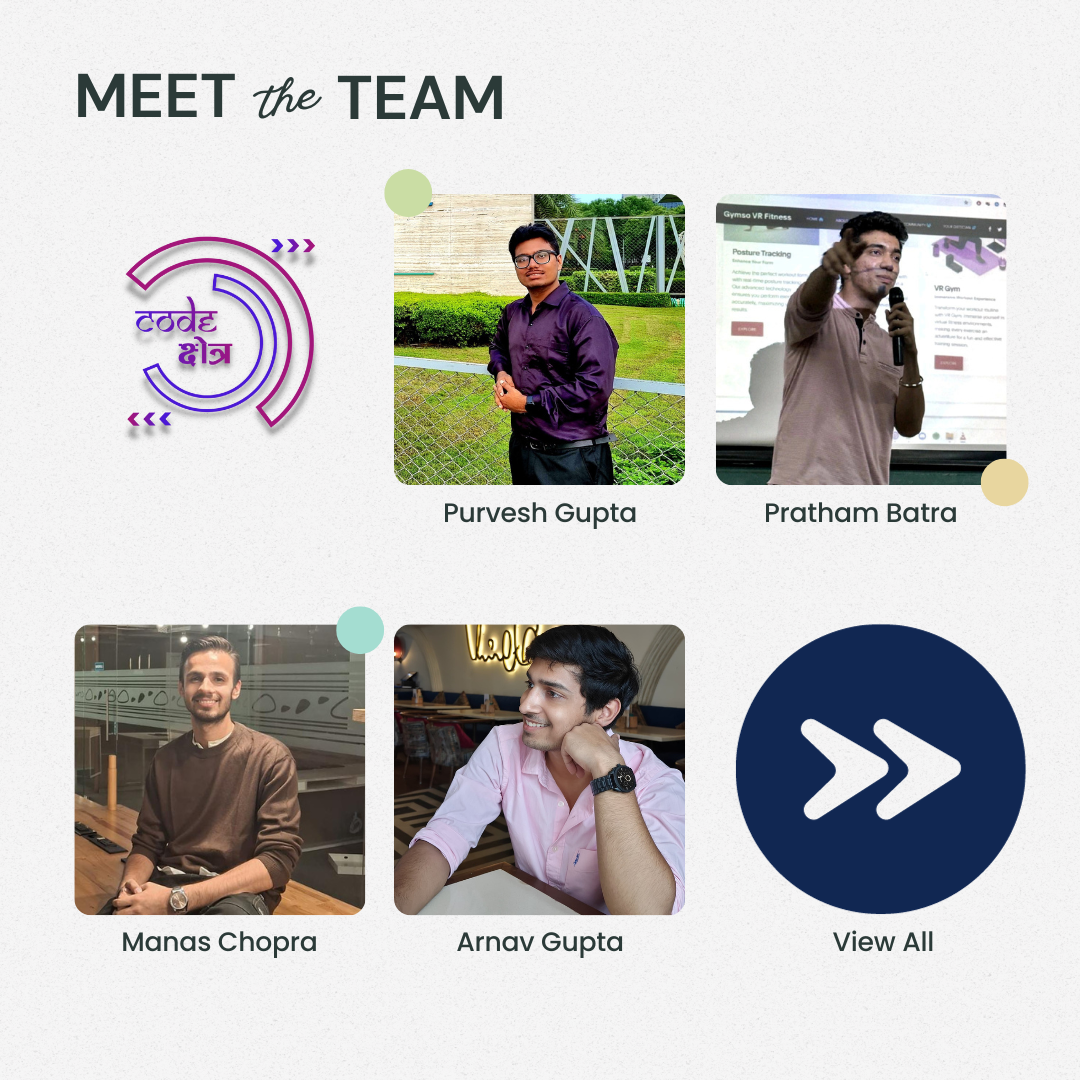 MEET the TEAM
code
क्षेत्र
Purvesh Gupta
Gymso VR Fitness
HOME
Posture Tracking
VR Gym
Pratham Batra
Manas Chopra
Arnav Gupta
View All